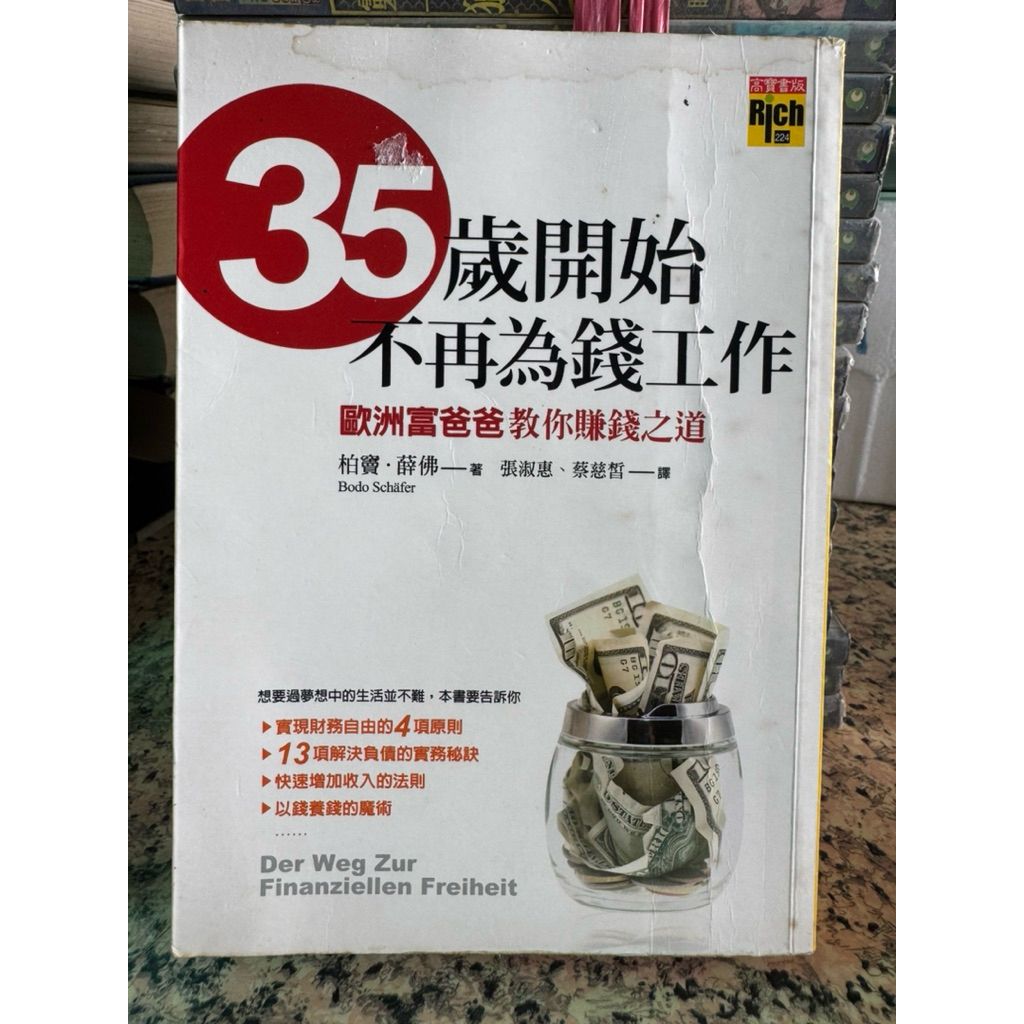 高寶書版
Rich
224
35歲開始
不再為錢工作
歐洲富爸爸教你賺錢之道
柏竇·薛佛—著 張淑惠、蔡慈皙—譯
Bodo Schäfer
想要過夢想中的生活並不難，本書要告訴你
▶實現財務自由的4項原則
▶13項解決負債的實務秘訣
▶快速增加收入的法則
▶以錢養錢的魔術
......
Der Weg Zur
Finanziellen Freiheit